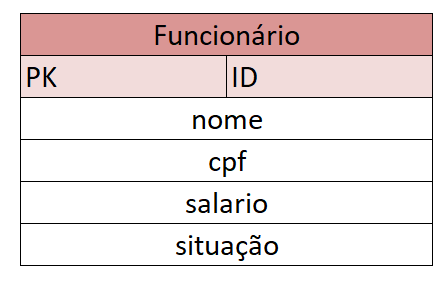 Funcionário
PK ID
nome
cpf
salario
situação